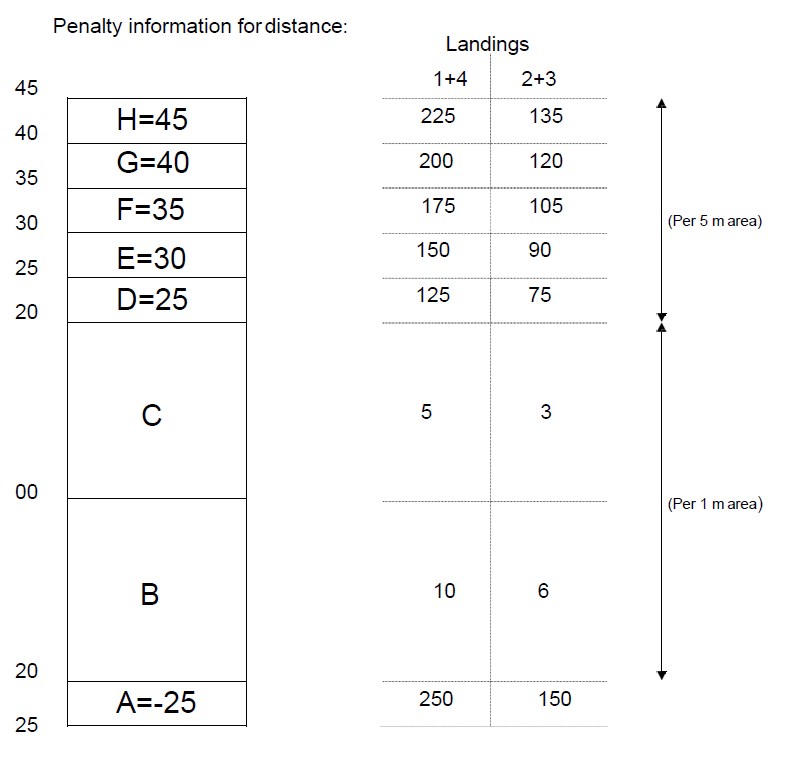 Penalty information for distance:
Landings
1+4 2+3
45
H=45 225 135
40
G=40 200 120
35
F=35 175 105
30 (Per 5 m area)
E=30 150 90
25
D=25 125 75
20
C 5 3
00
(Per 1 m area)
B 10 6
20
A=-25 250 150
25